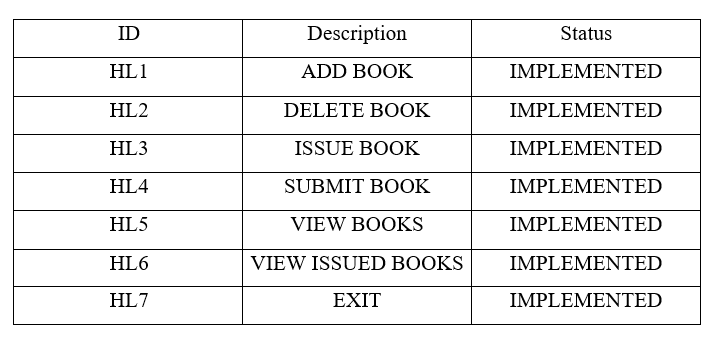 ID Description Status
HL1 ADD BOOK IMPLEMENTED
HL2 DELETE BOOK IMPLEMENTED
HL3 ISSUE BOOK IMPLEMENTED
HL4 SUBMIT BOOK IMPLEMENTED
HL5 VIEW BOOKS IMPLEMENTED
HL6 VIEW ISSUED BOOKS IMPLEMENTED
HL7 EXIT IMPLEMENTED